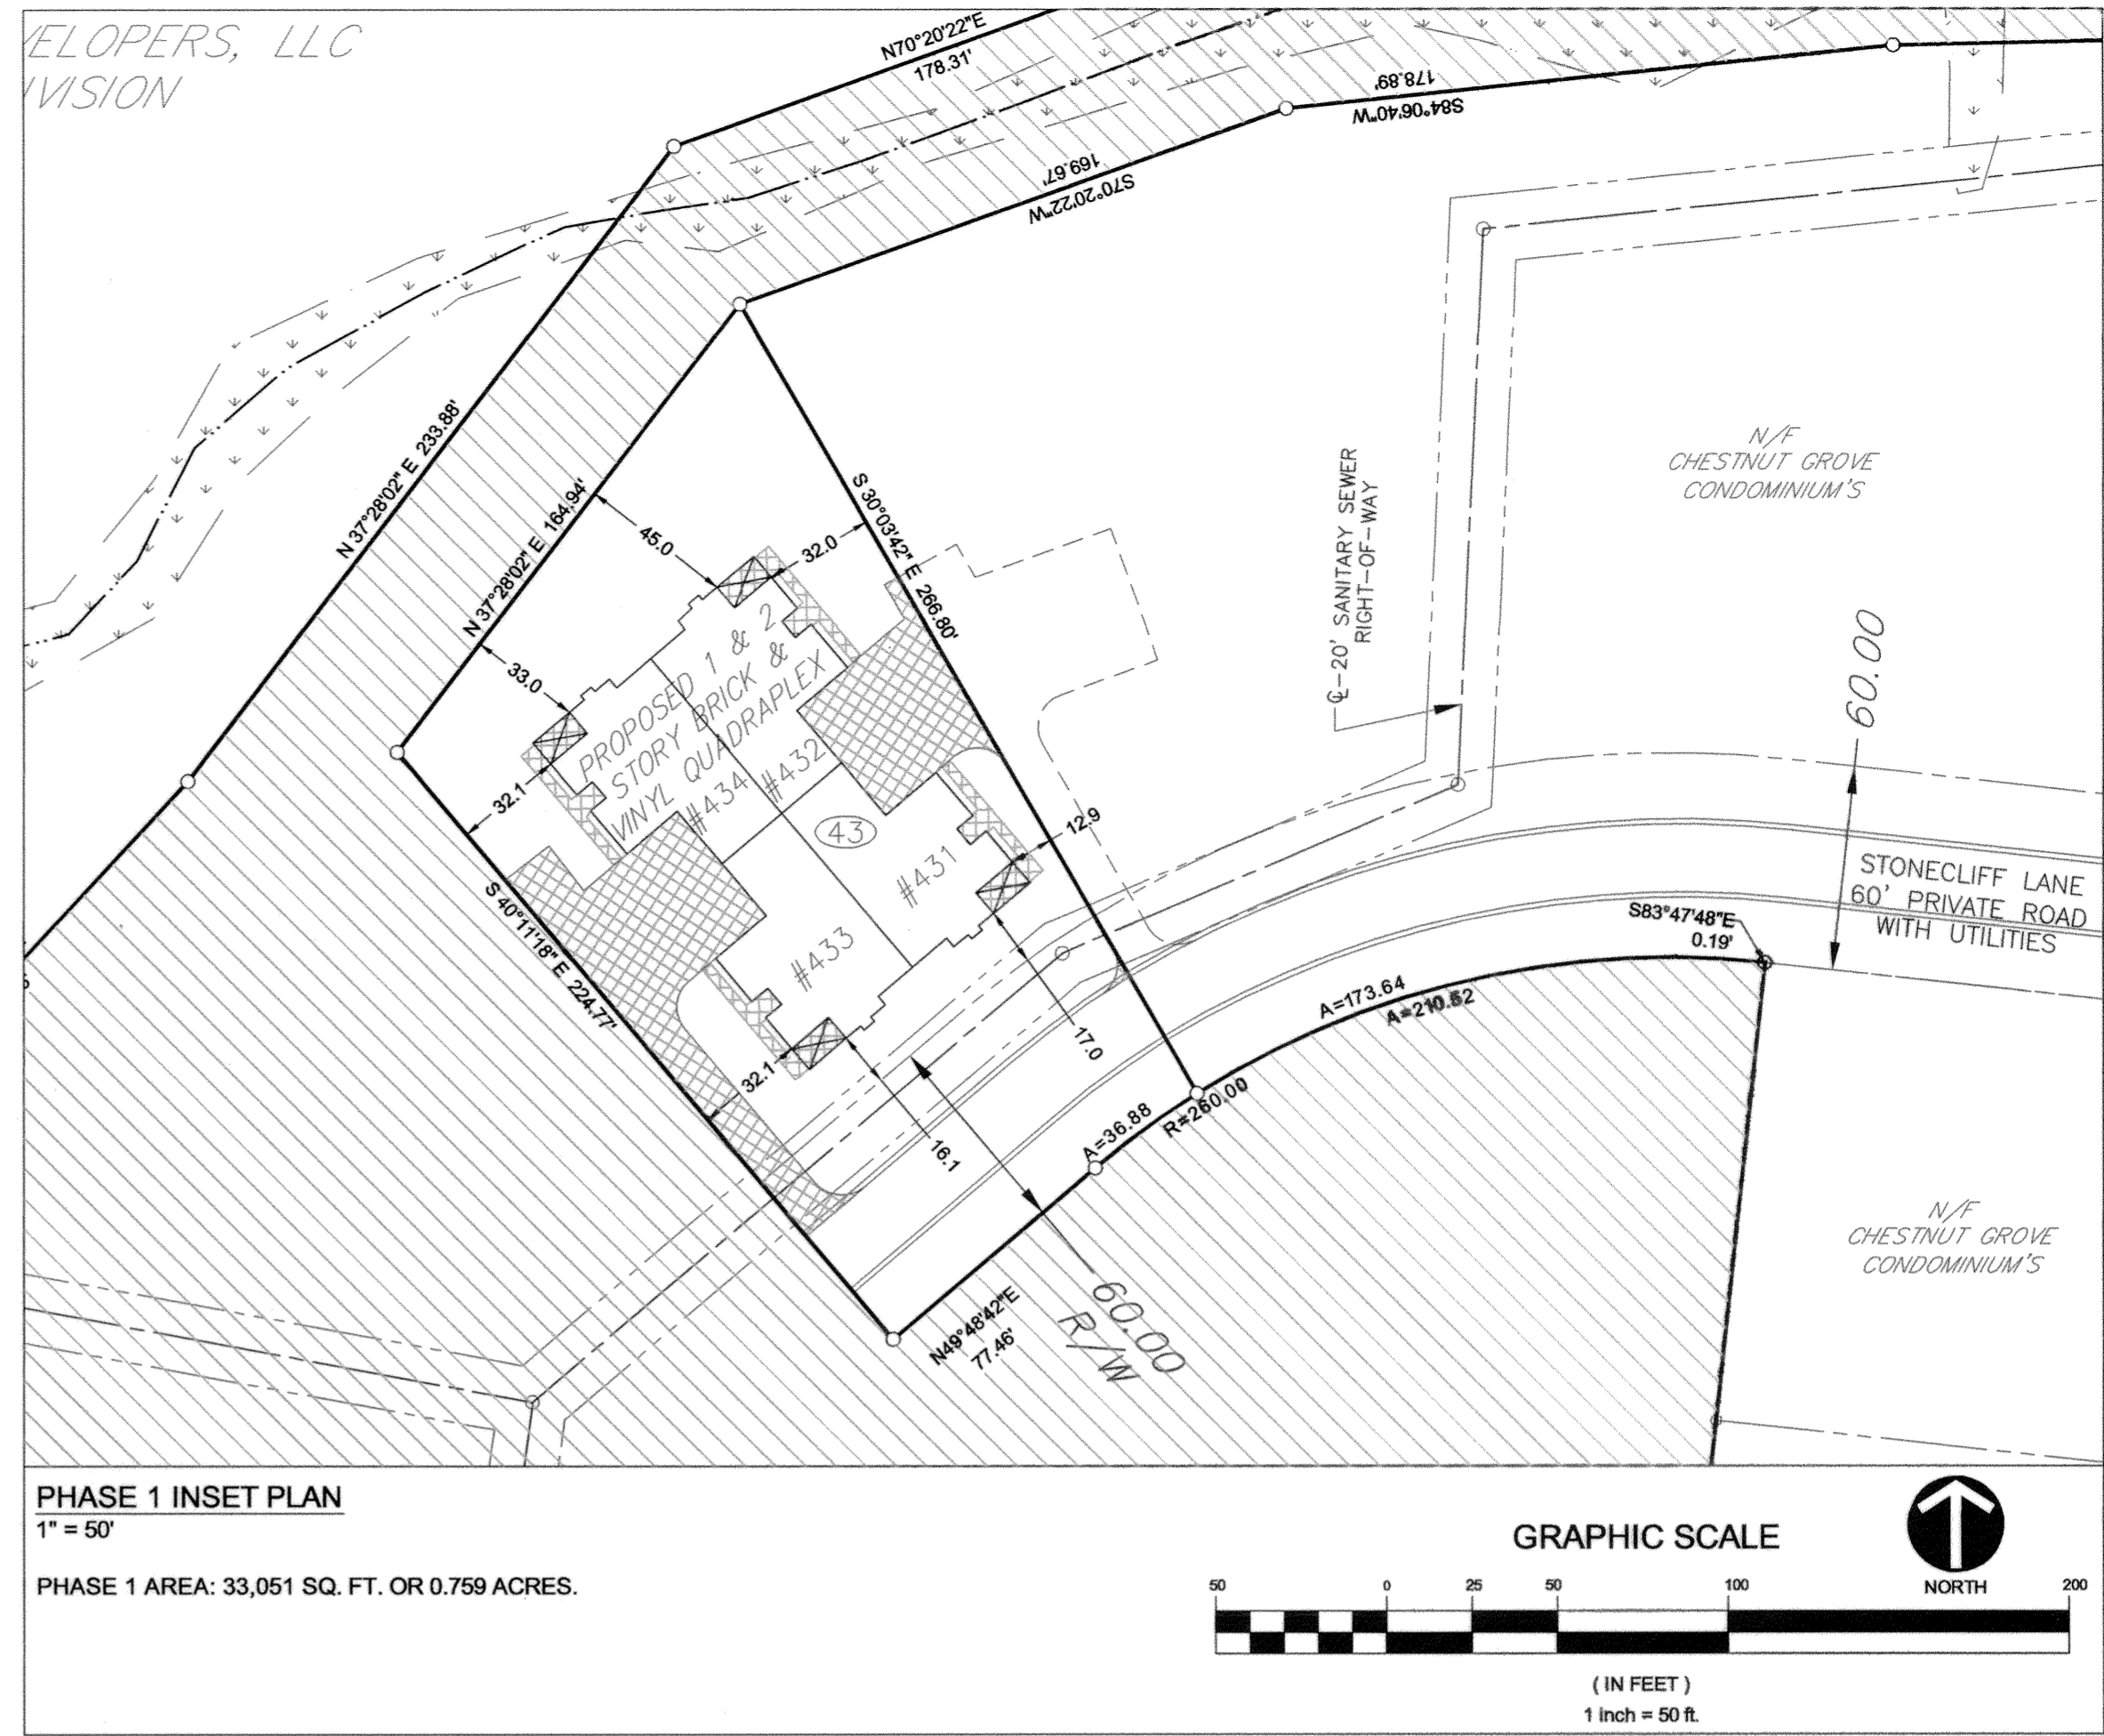 VELOPERS, LLC
IVISION
N70°20'22"E
178.31'
178.89'
S84°06'40"W
169.67'
S70°20'22"W
N 37°28'02" E 233.88'
N 37°28'02" E 164.94'
45.0
32.0
S 30°03'42" E 266.80'
33.0
32.1
PROPOSED 1 & 2
STORY BRICK &
VINYL QUADRAPLEX
#434
#432
43
#431
#433
12.9
17.0
16.1
32.1
S 40°11'18" E 224.77'
℄-20' SANITARY SEWER
RIGHT-OF-WAY
N/F
CHESTNUT GROVE
CONDOMINIUM'S
60.00
STONECLIFF LANE
60' PRIVATE ROAD
WITH UTILITIES
S83°47'48"E
0.19'
A=173.64
A=210.52
A=36.88
R=260.00
N49°48'42"E
77.46'
60.00
R/W
N/F
CHESTNUT GROVE
CONDOMINIUM'S
PHASE 1 INSET PLAN
1" = 50'
PHASE 1 AREA: 33,051 SQ. FT. OR 0.759 ACRES.
GRAPHIC SCALE
NORTH
50 0 25 50 100 200
( IN FEET )
1 inch = 50 ft.